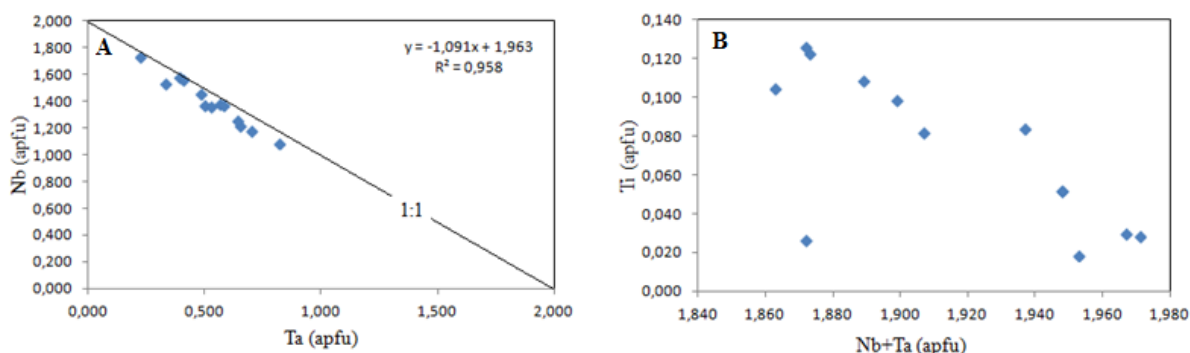 A
y = -1,091x + 1,963
R² = 0,958
2,000
1,800
1,600
1,400
1,200
1,000
0,800
0,600
0,400
0,200
0,000
Nb (apfu)
1:1
0,000 0,500 1,000 1,500 2,000
Ta (apfu)
B
0,140
0,120
0,100
0,080
0,060
0,040
0,020
0,000
Ti (apfu)
1,840 1,860 1,880 1,900 1,920 1,940 1,960 1,980
Nb+Ta (apfu)